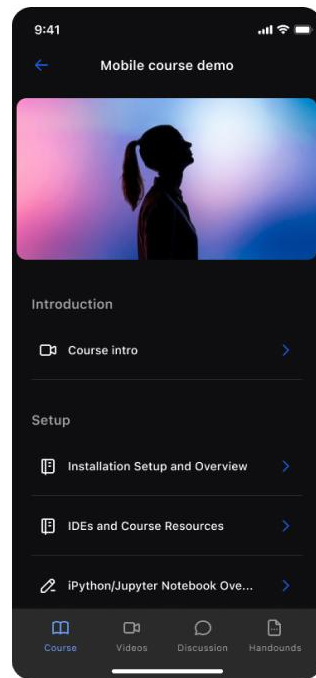 9:41
Mobile course demo
Introduction
Course intro
Setup
Installation Setup and Overview
IDEs and Course Resources
iPython/Jupyter Notebook Ove...
Course Videos Discussion Handounds